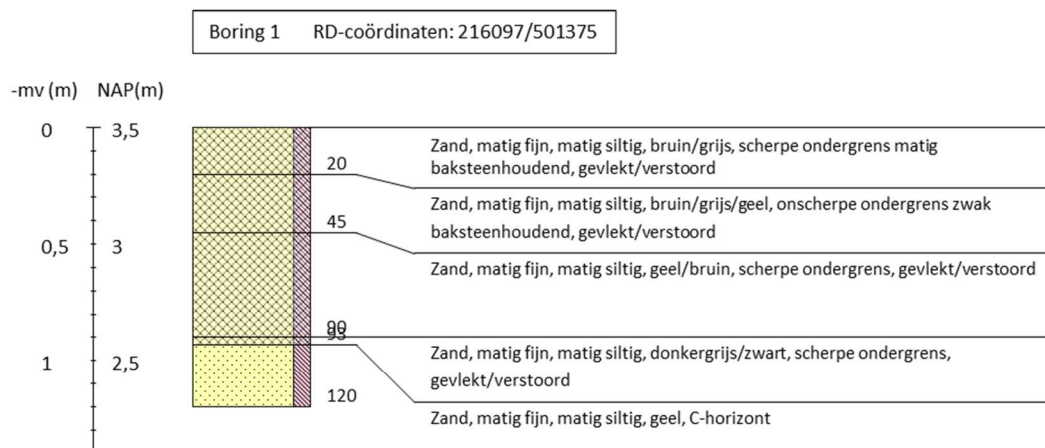 Boring 1 RD-coördinaten: 216097/501375
-mv (m) NAP(m)
0 3,5
Zand, matig fijn, matig siltig, bruin/grijs, scherpe ondergrens matig
baksteenhoudend, gevlekt/verstoord
20
Zand, matig fijn, matig siltig, bruin/grijs/geel, onscherpe ondergrens zwak
baksteenhoudend, gevlekt/verstoord
45
0,5 3
Zand, matig fijn, matig siltig, geel/bruin, scherpe ondergrens, gevlekt/verstoord
90
93
Zand, matig fijn, matig siltig, donkergrijs/zwart, scherpe ondergrens,
gevlekt/verstoord
1 2,5
120
Zand, matig fijn, matig siltig, geel, C-horizont